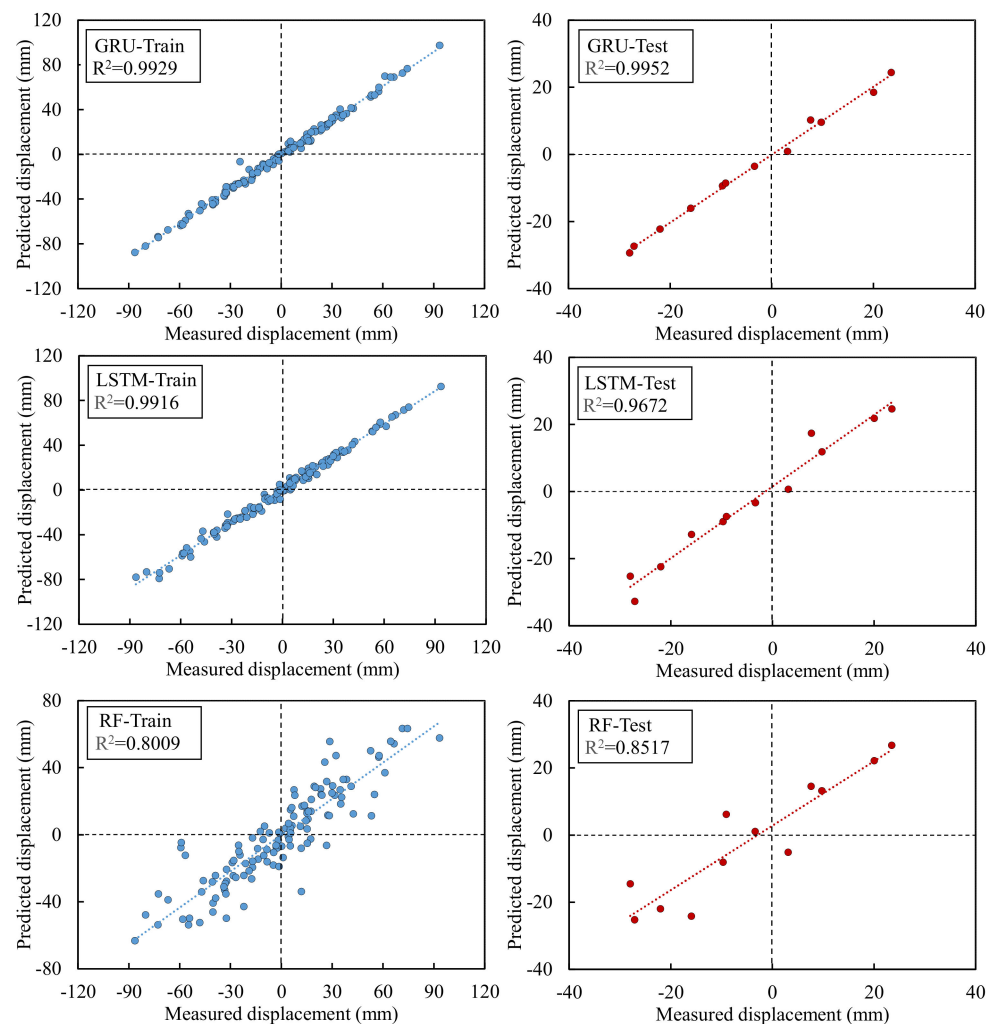 GRU-Train
R²=0.9929
Predicted displacement (mm)
120
80
40
0
-40
-80
-120
-120 -90 -60 -30 0 30 60 90 120
Measured displacement (mm)
GRU-Test
R²=0.9952
Predicted displacement (mm)
40
20
0
-20
-40
-40 -20 0 20 40
Measured displacement (mm)
LSTM-Train
R²=0.9916
Predicted displacement (mm)
120
80
40
0
-40
-80
-120
-120 -90 -60 -30 0 30 60 90 120
Measured displacement (mm)
LSTM-Test
R²=0.9672
Predicted displacement (mm)
40
20
0
-20
-40
-40 -20 0 20 40
Measured displacement (mm)
RF-Train
R²=0.8009
Predicted displacement (mm)
80
40
0
-40
-80
-120 -90 -60 -30 0 30 60 90 120
Measured displacement (mm)
RF-Test
R²=0.8517
Predicted displacement (mm)
40
20
0
-20
-40
-40 -20 0 20 40
Measured displacement (mm)